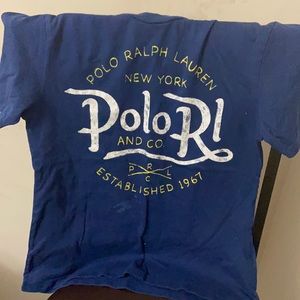 POLO RALPH LAUREN
NEW YORK
Polo Rl
AND CO.
P R L
C
ESTABLISHED 1967